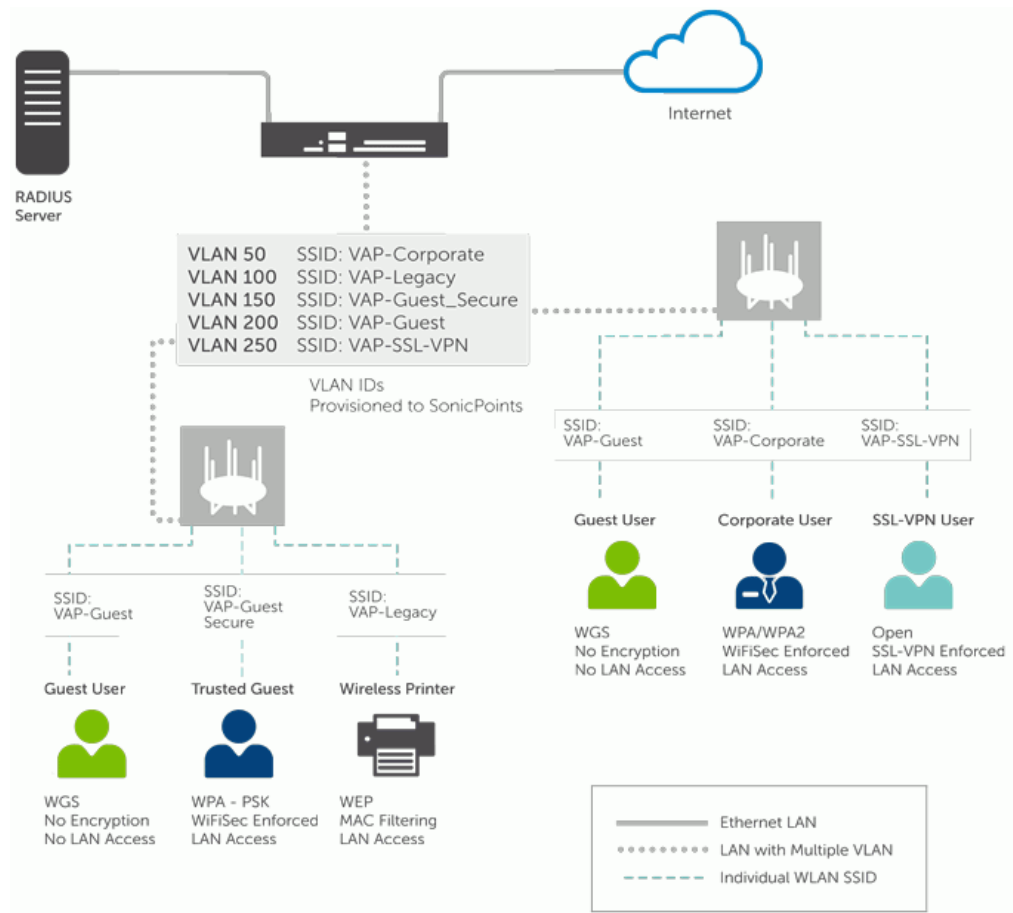 Internet
RADIUS
Server
VLAN 50 SSID: VAP-Corporate
VLAN 100 SSID: VAP-Legacy
VLAN 150 SSID: VAP-Guest_Secure
VLAN 200 SSID: VAP-Guest
VLAN 250 SSID: VAP-SSL-VPN
VLAN IDs
Provisioned to SonicPoints
SSID:
VAP-Guest
SSID:
VAP-Corporate
SSID:
VAP-SSL-VPN
Guest User
WGS
No Encryption
No LAN Access
Corporate User
WPA/WPA2
WiFiSec Enforced
LAN Access
SSL-VPN User
Open
SSL-VPN Enforced
LAN Access
SSID:
VAP-Guest
SSID:
VAP-Guest
Secure
SSID:
VAP-Legacy
Guest User
WGS
No Encryption
No LAN Access
Trusted Guest
WPA - PSK
WiFiSec Enforced
LAN Access
Wireless Printer
WEP
MAC Filtering
LAN Access
Ethernet LAN
LAN with Multiple VLAN
Individual WLAN SSID